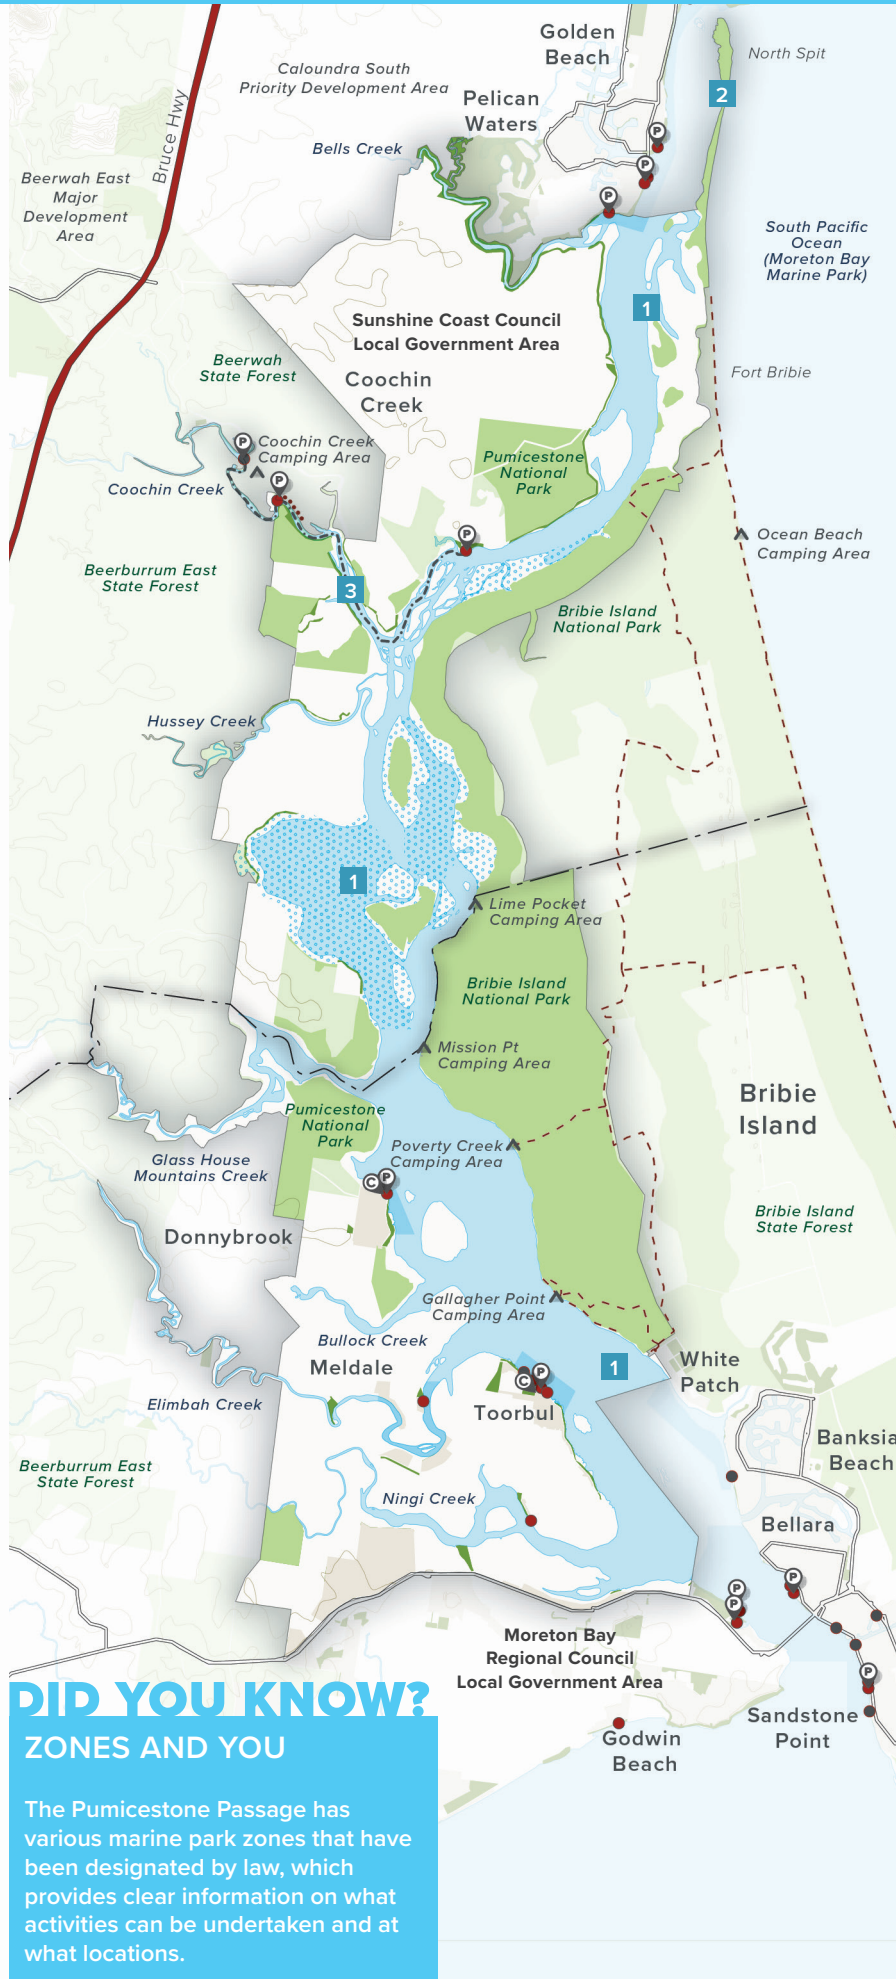 Golden
Beach
North Spit
Caloundra South
Priority Development Area
2
Pelican
Waters
Bruce Hwy
P
Bells Creek
P
Beerwah East
Major
Development
Area
P
South Pacific
Ocean
(Moreton Bay
Marine Park)
1
Sunshine Coast Council
Local Government Area
Beerwah
State Forest
Fort Bribie
Coochin
Creek
P
Coochin Creek
Camping Area
Pumicestone
National
Park
P
Coochin Creek
P
Ocean Beach
Camping Area
Beerburrum East
State Forest
3
Bribie Island
National Park
Hussey Creek
1
Lime Pocket
Camping Area
Bribie Island
National Park
Mission Pt
Camping Area
Bribie
Island
Pumicestone
National
Park
Poverty Creek
Camping Area
Glass House
Mountains Creek
C
P
Bribie Island
State Forest
Donnybrook
Gallagher Point
Camping Area
Bullock Creek
Meldale
1
White
Patch
C
P
Elimbah Creek
Toorbul
Banksia
Beach
Beerburrum East
State Forest
Ningi Creek
Bellara
P
P
P
Moreton Bay
Regional Council
Local Government Area
P
Sandstone
Point
Godwin
Beach
DID YOU KNOW?
ZONES AND YOU
The Pumicestone Passage has
various marine park zones that have
been designated by law, which
provides clear information on what
activities can be undertaken and at
what locations.